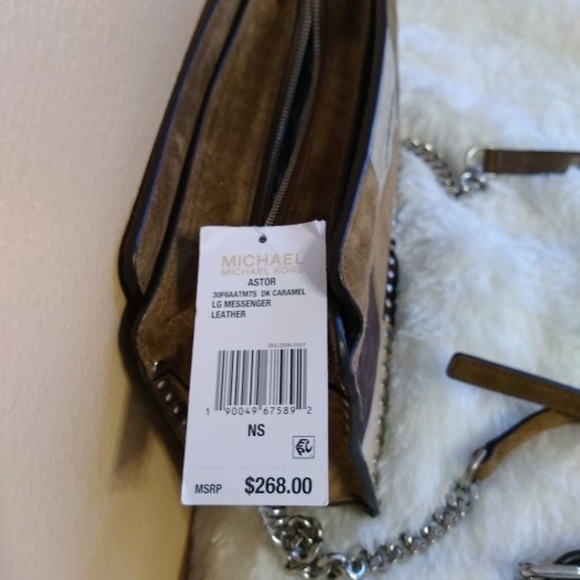 MICHAEL
MICHAEL KORS
ASTOR
30F6AATM7S DK CARAMEL
LG MESSENGER
LEATHER
1 90049 67589 2
NS
MSRP $268.00